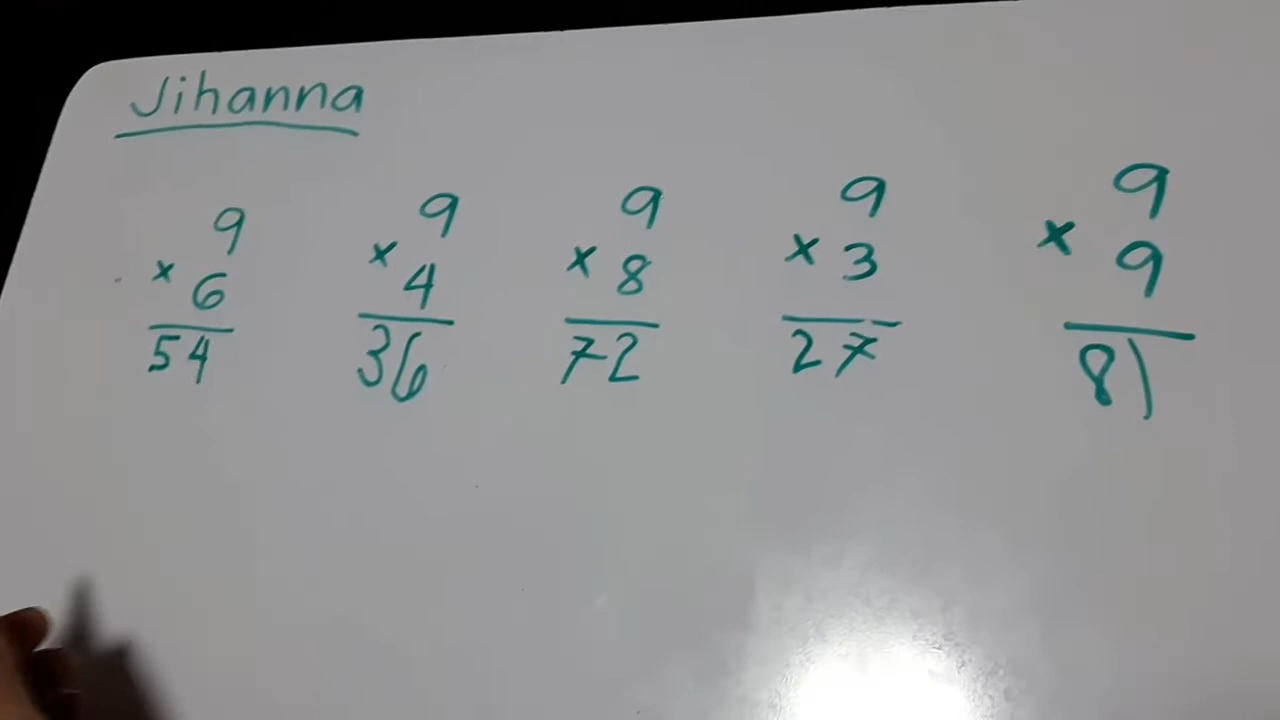 Jihanna
9 9 9 9 9
× 6 × 4 × 8 × 3 × 9
54 36 72 27 81